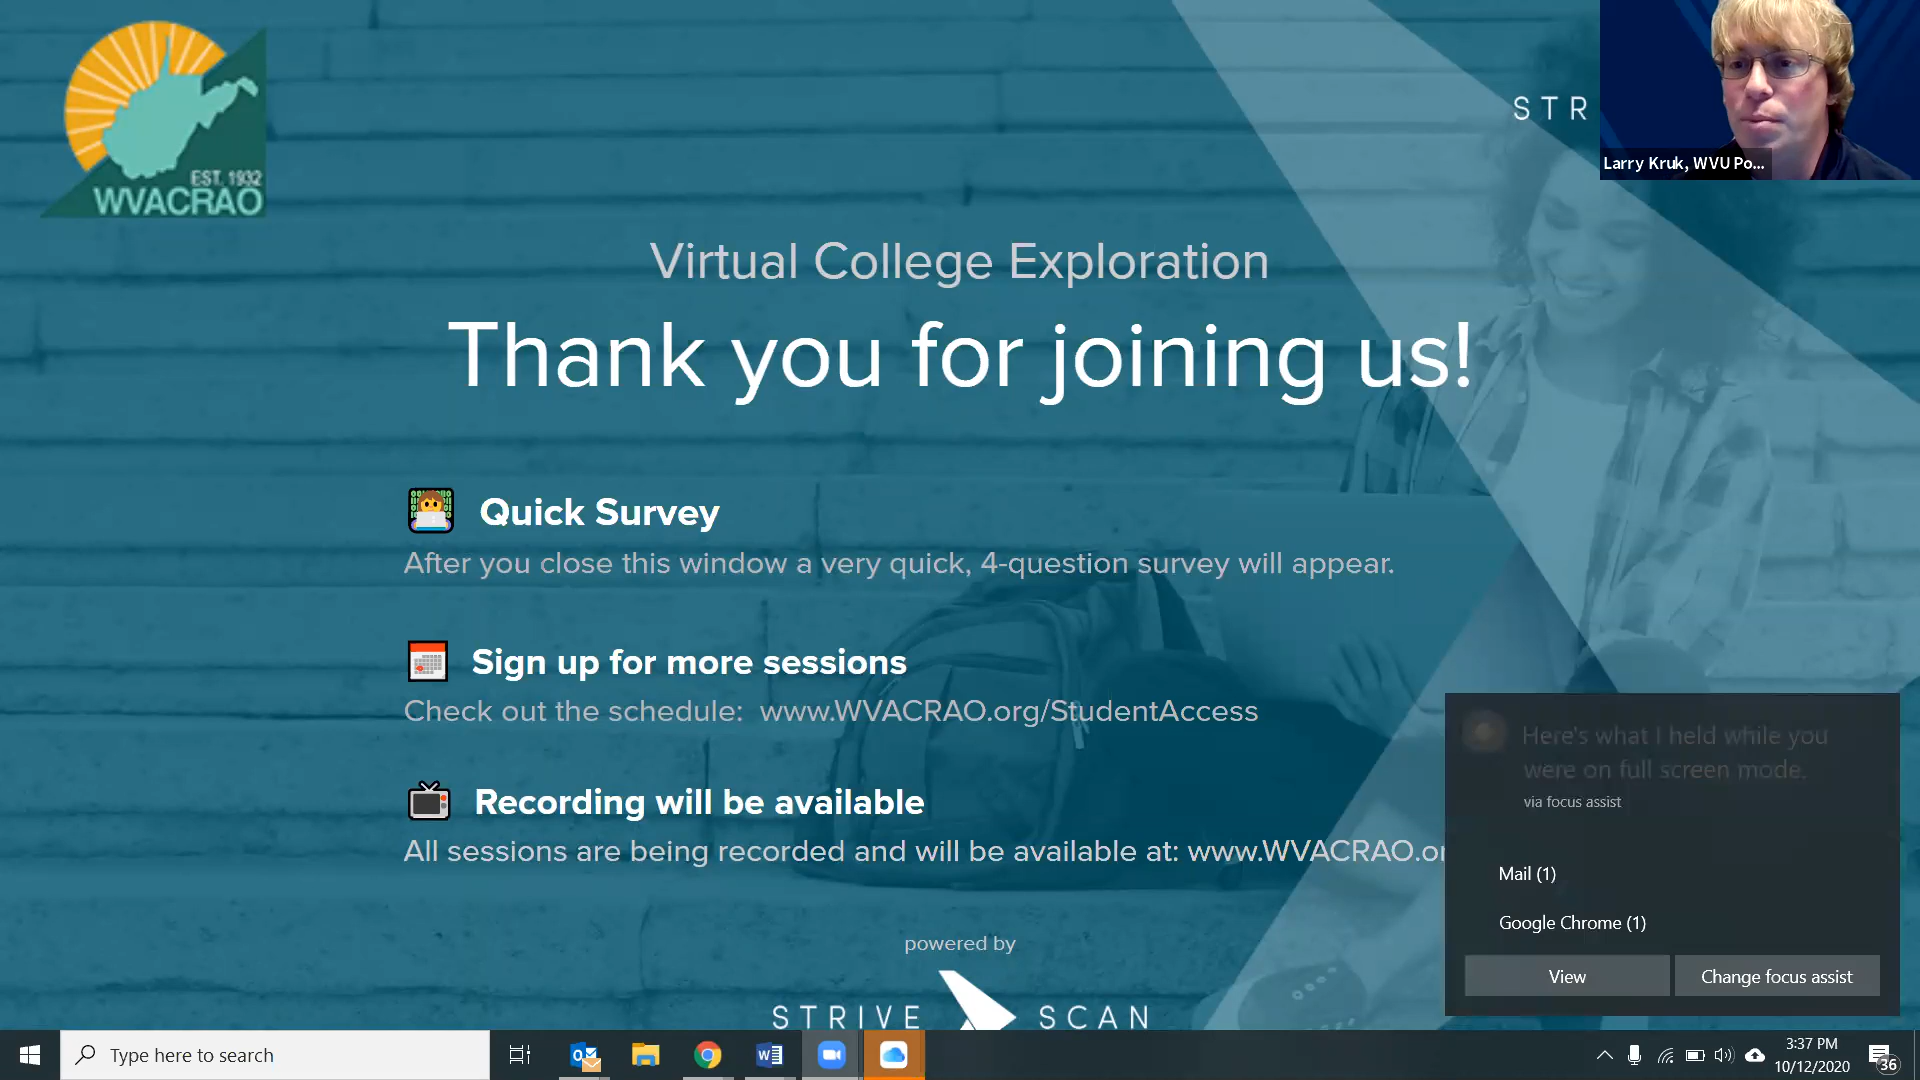 EST. 1932
WVACRAO
STR
Larry Kruk, WVU Po...
Virtual College Exploration
Thank you for joining us!
Quick Survey
After you close this window a very quick, 4-question survey will appear.
Sign up for more sessions
Check out the schedule: www.WVACRAO.org/StudentAccess
Recording will be available
All sessions are being recorded and will be available at: www.WVACRAO.or
Here's what I held while you
were on full screen mode.
via focus assist
Mail (1)
Google Chrome (1)
View
Change focus assist
powered by
STRIVE SCAN
Type here to search
3:37 PM
10/12/2020
36